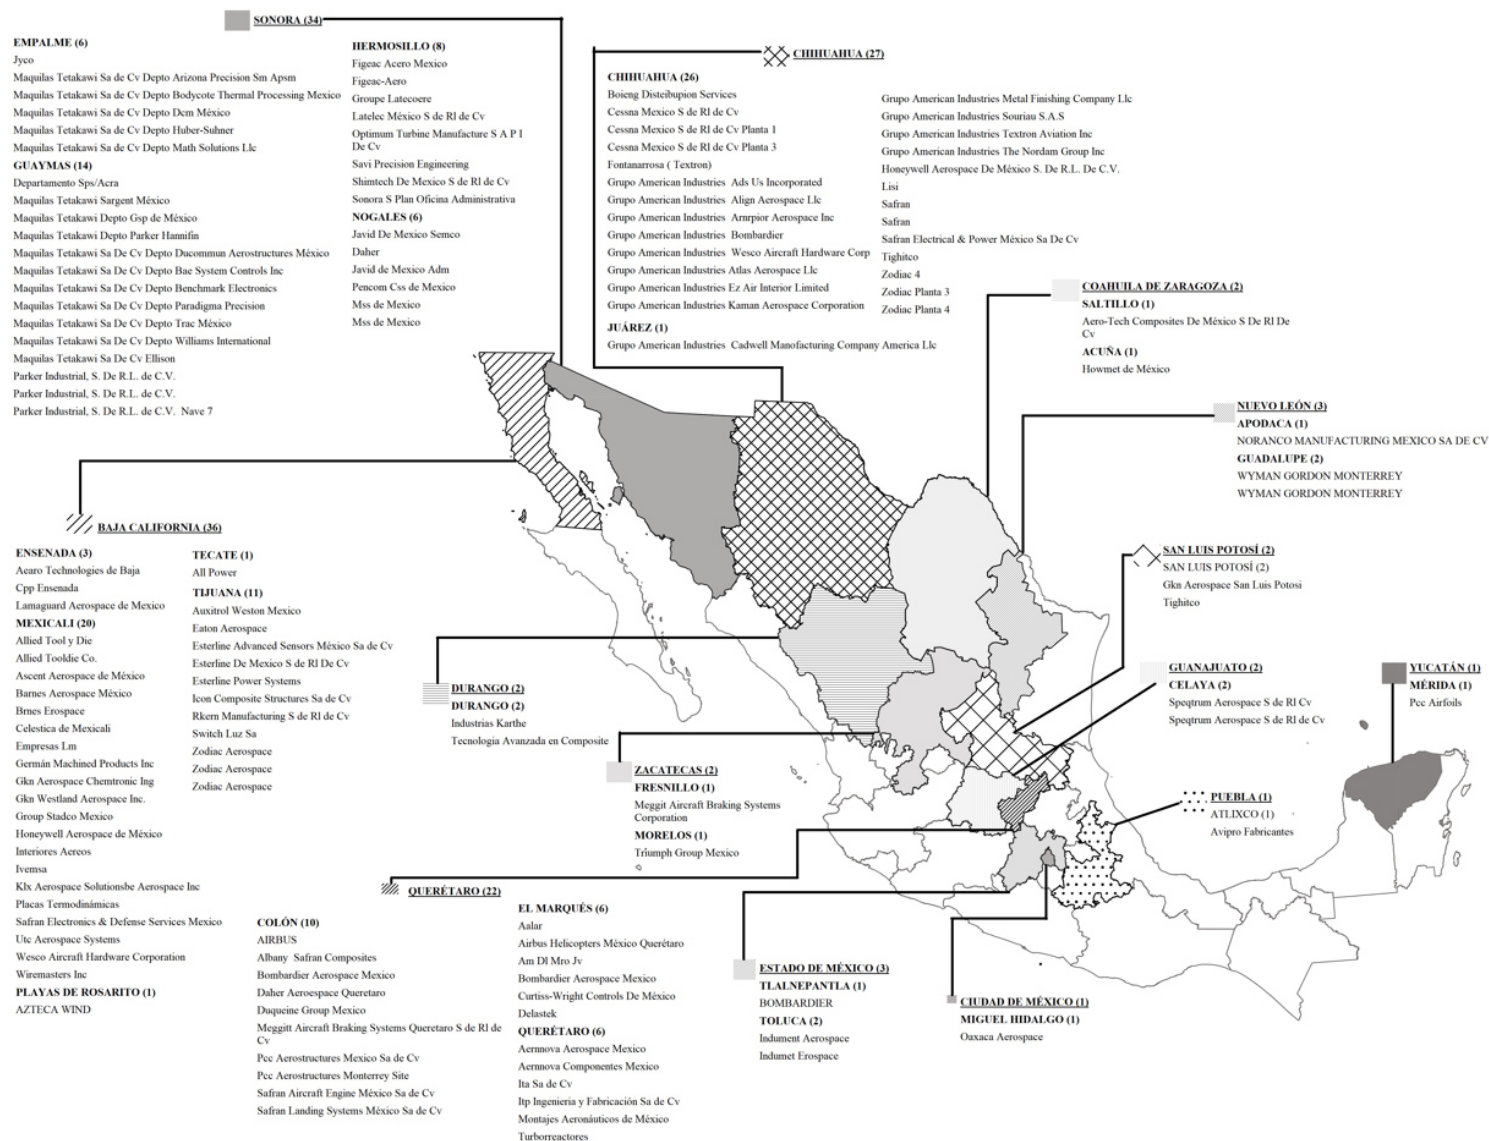 SONORA (34)
EMPALME (6)
Jyco
Maquilas Tetakawi Sa de Cv Depto Arizona Precision Sm Apsm
Maquilas Tetakawi Sa de Cv Depto Bodycote Thermal Processing Mexico
Maquilas Tetakawi Sa de Cv Depto Dcm México
Maquilas Tetakawi Sa de Cv Depto Huber-Suhner
Maquilas Tetakawi Sa de Cv Depto Math Solutions Llc
GUAYMAS (14)
Departamento Sps/Acra
Maquilas Tetakawi Sargent México
Maquilas Tetakawi Depto Gsp de México
Maquilas Tetakawi Depto Parker Hannifin
Maquilas Tetakawi Sa De Cv Depto Ducommun Aerostructures México
Maquilas Tetakawi Sa De Cv Depto Bae System Controls Inc
Maquilas Tetakawi Sa De Cv Depto Benchmark Electronics
Maquilas Tetakawi Sa De Cv Depto Paradigma Precision
Maquilas Tetakawi Sa De Cv Depto Trac México
Maquilas Tetakawi Sa De Cv Depto Williams International
Maquilas Tetakawi Sa De Cv Ellison
Parker Industrial, S. De R.L. de C.V.
Parker Industrial, S. De R.L. de C.V.
Parker Industrial, S. De R.L. de C.V. Nave 7
HERMOSILLO (8)
Figeac Acero Mexico
Figeac-Aero
Groupe Latecoere
Latelec México S de Rl de Cv
Optimum Turbine Manufacture S A P I
De Cv
Savi Precision Engineering
Shimtech De Mexico S de Rl de Cv
Sonora S Plan Oficina Administrativa
NOGALES (6)
Javid De Mexico Semco
Daher
Javid de Mexico Adm
Pencom Css de Mexico
Mss de Mexico
Mss de Mexico
CHIHUAHUA (27)
CHIHUAHUA (26)
Boieng Disteibupion Services
Cessna Mexico S de Rl de Cv
Cessna Mexico S de Rl de Cv Planta 1
Cessna Mexico S de Rl de Cv Planta 3
Fontanarrosa ( Textron)
Grupo American Industries Ads Us Incorporated
Grupo American Industries Align Aerospace Llc
Grupo American Industries Arnrpior Aerospace Inc
Grupo American Industries Bombardier
Grupo American Industries Wesco Aircraft Hardware Corp
Grupo American Industries Atlas Aerospace Llc
Grupo American Industries Ez Air Interior Limited
Grupo American Industries Kaman Aerospace Corporation
JUÁREZ (1)
Grupo American Industries Cadwell Manofacturing Company America Llc
Grupo American Industries Metal Finishing Company Llc
Grupo American Industries Souriau S.A.S
Grupo American Industries Textron Aviation Inc
Grupo American Industries The Nordam Group Inc
Honeywell Aerospace De México S. De R.L. De C.V.
Lisi
Safran
Safran
Safran Electrical & Power México Sa De Cv
Tighitco
Zodiac 4
Zodiac Planta 3
Zodiac Planta 4
COAHUILA DE ZARAGOZA (2)
SALTILLO (1)
Aero-Tech Composites De México S De Rl De
Cv
ACUÑA (1)
Howmet de México
NUEVO LEÓN (3)
APODACA (1)
NORANCO MANUFACTURING MEXICO SA DE CV
GUADALUPE (2)
WYMAN GORDON MONTERREY
WYMAN GORDON MONTERREY
BAJA CALIFORNIA (36)
ENSENADA (3)
Aearo Technologies de Baja
Cpp Ensenada
Lamaguard Aerospace de Mexico
MEXICALI (20)
Allied Tool y Die
Allied Tooldie Co.
Ascent Aerospace de México
Barnes Aerospace México
Brnes Erospace
Celestica de Mexicali
Empresas Lm
Germán Machined Products Inc
Gkn Aerospace Chemtronic Ing
Gkn Westland Aerospace Inc.
Group Stadco Mexico
Honeywell Aerospace de México
Interiores Aereos
Ivemsa
Klx Aerospace Solutionsbe Aerospace Inc
Placas Termodinámicas
Safran Electronics & Defense Services Mexico
Utc Aerospace Systems
Wesco Aircraft Hardware Corporation
Wiremasters Inc
PLAYAS DE ROSARITO (1)
AZTECA WIND
TECATE (1)
All Power
TIJUANA (11)
Auxitrol Weston Mexico
Eaton Aerospace
Esterline Advanced Sensors México Sa de Cv
Esterline De Mexico S de Rl De Cv
Esterline Power Systems
Icon Composite Structures Sa de Cv
Rkern Manufacturing S de Rl de Cv
Switch Luz Sa
Zodiac Aerospace
Zodiac Aerospace
Zodiac Aerospace
SAN LUIS POTOSÍ (2)
SAN LUIS POTOSÍ (2)
Gkn Aerospace San Luis Potosi
Tighitco
GUANAJUATO (2)
CELAYA (2)
Speqtrum Aerospace S de Rl Cv
Speqtrum Aerospace S de Rl de Cv
YUCATÁN (1)
MÉRIDA (1)
Pcc Airfoils
DURANGO (2)
DURANGO (2)
Industrias Karthe
Tecnologia Avanzada en Composite
ZACATECAS (2)
FRESNILLO (1)
Meggit Aircraft Braking Systems
Corporation
MORELOS (1)
Triumph Group Mexico
PUEBLA (1)
ATLIXCO (1)
Avipro Fabricantes
QUERÉTARO (22)
COLÓN (10)
AIRBUS
Albany Safran Composites
Bombardier Aerospace Mexico
Daher Aeroespace Queretaro
Duqueine Group Mexico
Meggitt Aircraft Braking Systems Queretaro S de Rl de
Cv
Pcc Aerostructures Mexico Sa de Cv
Pcc Aerostructures Monterrey Site
Safran Aircraft Engine México Sa de Cv
Safran Landing Systems México Sa de Cv
EL MARQUÉS (6)
Aalar
Airbus Helicopters México Querétaro
Am Dl Mro Jv
Bombardier Aerospace Mexico
Curtiss-Wright Controls De México
Delastek
QUERÉTARO (6)
Aernnova Aerospace Mexico
Aernnova Componentes Mexico
Ita Sa de Cv
Itp Ingenieria y Fabricación Sa de Cv
Montajes Aeronáuticos de México
Turborreactores
ESTADO DE MÉXICO (3)
TLALNEPANTLA (1)
BOMBARDIER
TOLUCA (2)
Indument Aerospace
Indumet Erospace
CIUDAD DE MÉXICO (1)
MIGUEL HIDALGO (1)
Oaxaca Aerospace